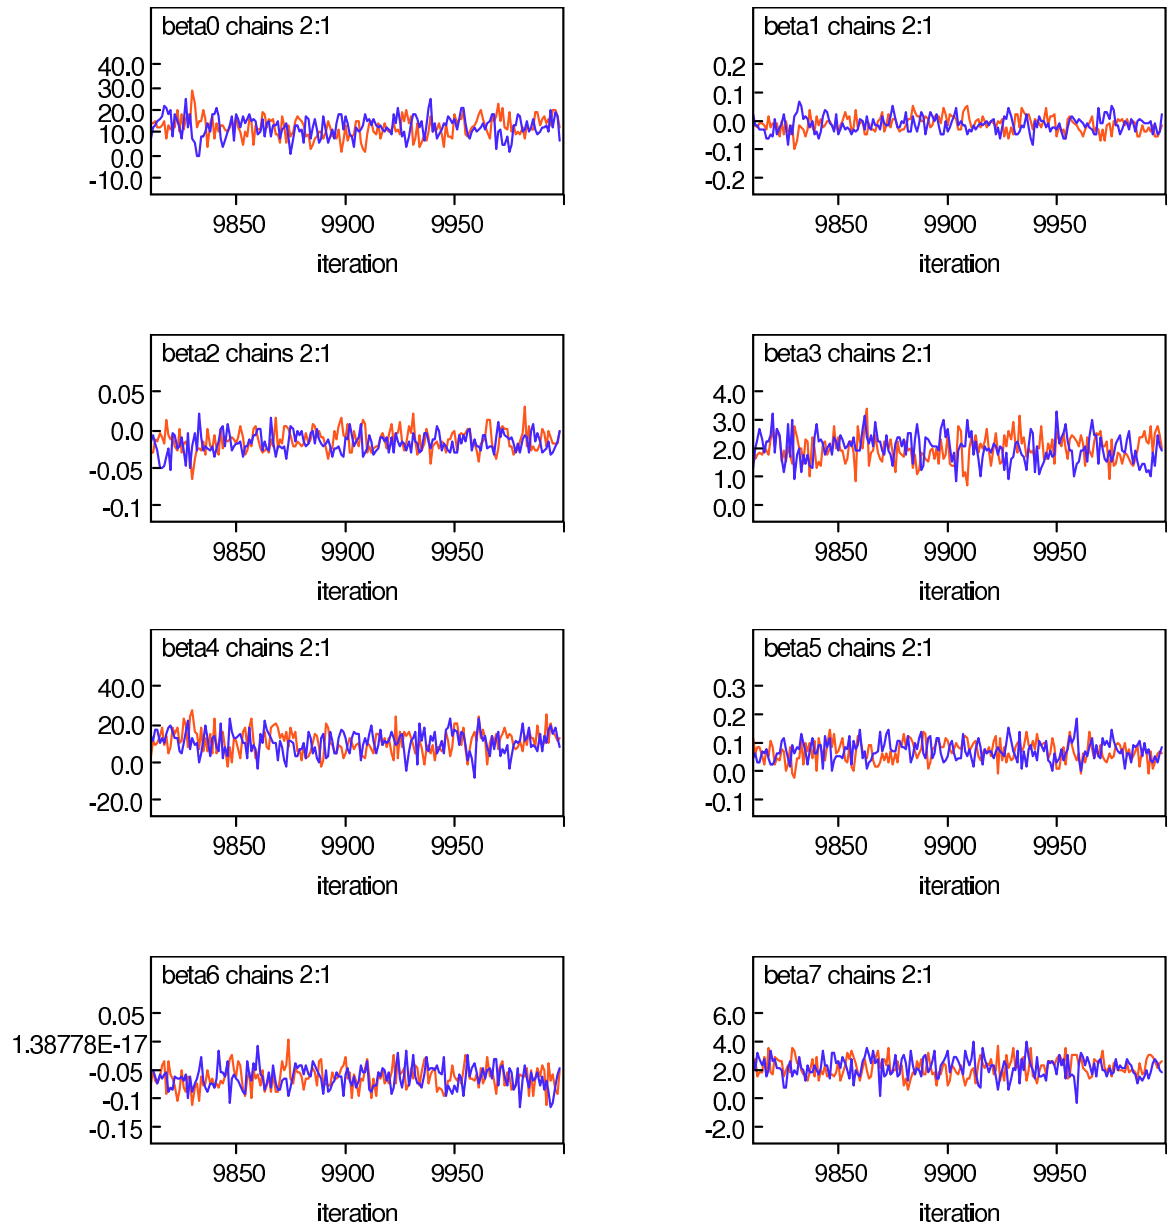 beta0 chains 2:1
40.0
30.0
20.0
10.0
0.0
-10.0
9850 9900 9950
iteration
beta1 chains 2:1
0.2
0.1
0.0
-0.1
-0.2
9850 9900 9950
iteration
beta2 chains 2:1
0.05
0.0
-0.05
-0.1
9850 9900 9950
iteration
beta3 chains 2:1
4.0
3.0
2.0
1.0
0.0
9850 9900 9950
iteration
beta4 chains 2:1
40.0
20.0
0.0
-20.0
9850 9900 9950
iteration
beta5 chains 2:1
0.3
0.2
0.1
0.0
-0.1
9850 9900 9950
iteration
beta6 chains 2:1
0.05
1.38778E-17
-0.05
-0.1
-0.15
9850 9900 9950
iteration
beta7 chains 2:1
6.0
4.0
2.0
0.0
-2.0
9850 9900 9950
iteration